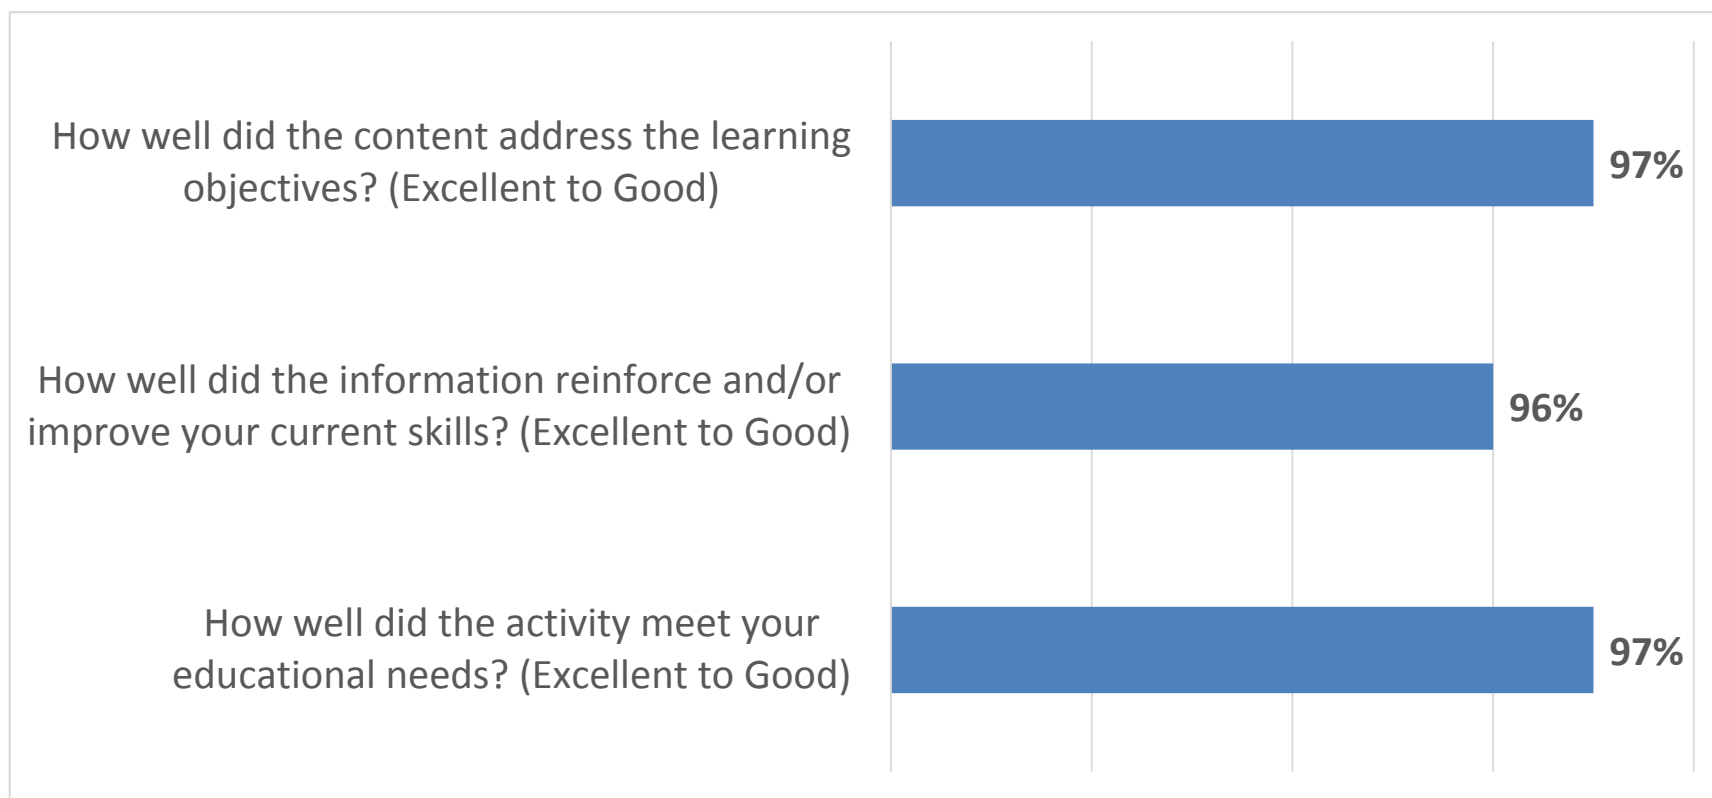 How well did the content address the learning
objectives? (Excellent to Good)
97%
How well did the information reinforce and/or
improve your current skills? (Excellent to Good)
96%
How well did the activity meet your
educational needs? (Excellent to Good)
97%